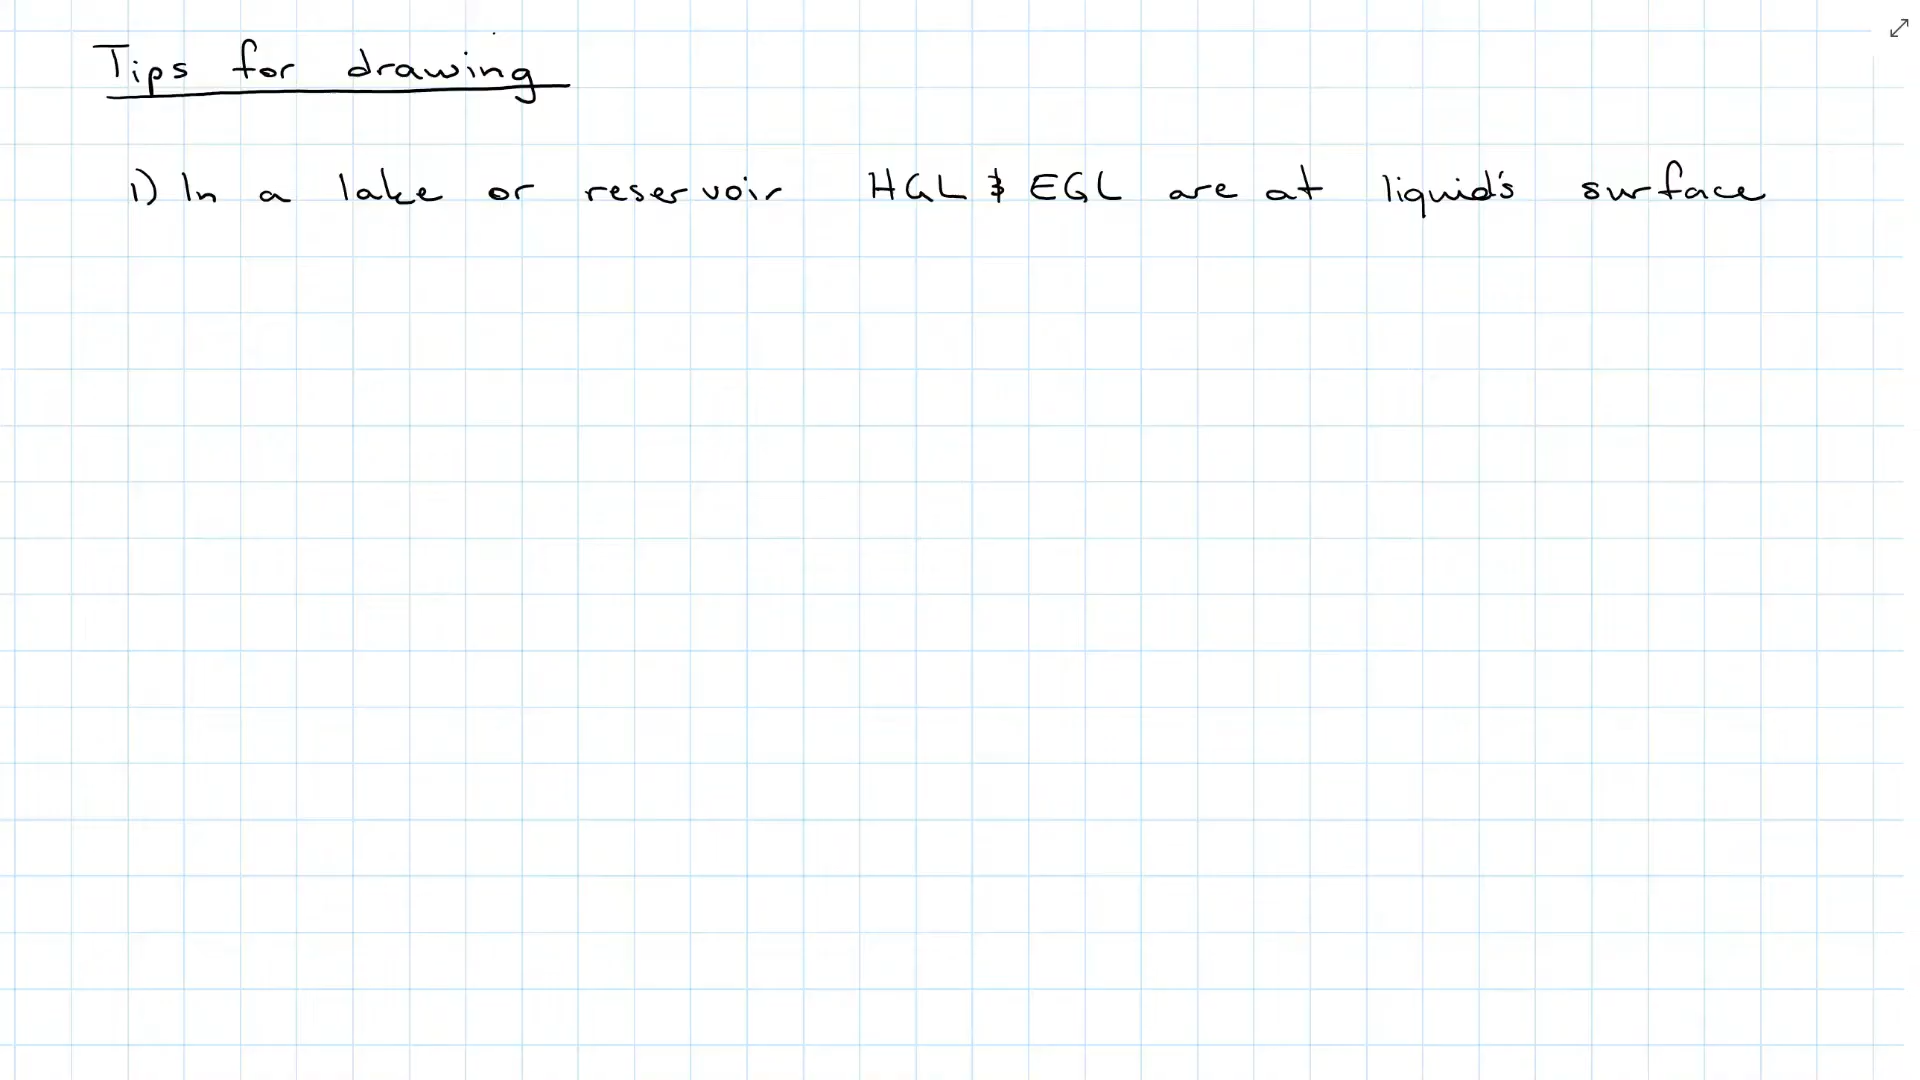 Tips for drawing
1) In a lake or reservoir HGL & EGL are at liquid's surface